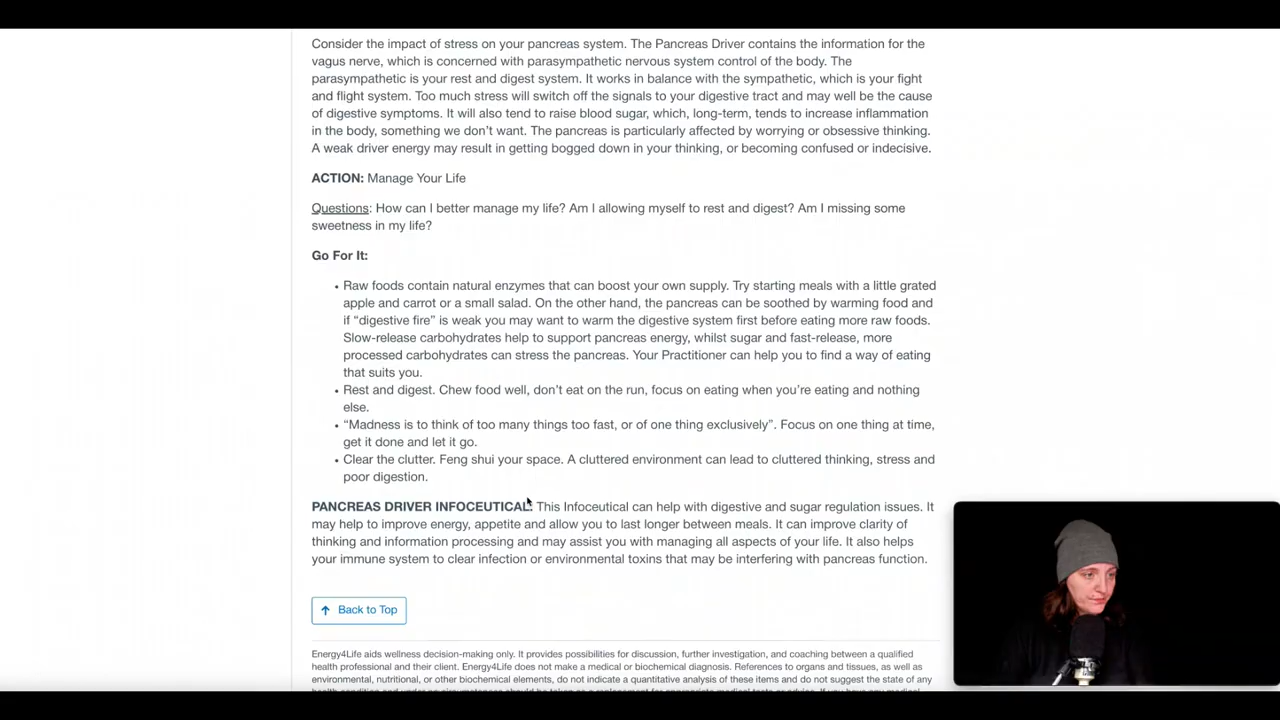 Consider the impact of stress on your pancreas system. The Pancreas Driver contains the information for the
vagus nerve, which is concerned with parasympathetic nervous system control of the body. The
parasympathetic is your rest and digest system. It works in balance with the sympathetic, which is your fight
and flight system. Too much stress will switch off the signals to your digestive tract and may well be the cause
of digestive symptoms. It will also tend to raise blood sugar, which, long-term, tends to increase inflammation
in the body, something we don’t want. The pancreas is particularly affected by worrying or obsessive thinking.
A weak driver energy may result in getting bogged down in your thinking, or becoming confused or indecisive.
ACTION: Manage Your Life
Questions: How can I better manage my life? Am I allowing myself to rest and digest? Am I missing some
sweetness in my life?
Go For It:
• Raw foods contain natural enzymes that can boost your own supply. Try starting meals with a little grated
apple and carrot or a small salad. On the other hand, the pancreas can be soothed by warming food and
if “digestive fire” is weak you may want to warm the digestive system first before eating more raw foods.
Slow-release carbohydrates help to support pancreas energy, whilst sugar and fast-release, more
processed carbohydrates can stress the pancreas. Your Practitioner can help you to find a way of eating
that suits you.
• Rest and digest. Chew food well, don’t eat on the run, focus on eating when you’re eating and nothing
else.
• “Madness is to think of too many things too fast, or of one thing exclusively”. Focus on one thing at time,
get it done and let it go.
• Clear the clutter. Feng shui your space. A cluttered environment can lead to cluttered thinking, stress and
poor digestion.
PANCREAS DRIVER INFOCEUTICAL: This Infoceutical can help with digestive and sugar regulation issues. It
may help to improve energy, appetite and allow you to last longer between meals. It can improve clarity of
thinking and information processing and may assist you with managing all aspects of your life. It also helps
your immune system to clear infection or environmental toxins that may be interfering with pancreas function.
Back to Top
Energy4Life aids wellness decision-making only. It provides possibilities for discussion, further investigation, and coaching between a qualified
health professional and their client. Energy4Life does not make a medical or biochemical diagnosis. References to organs and tissues, as well as
environmental, nutritional, or other biochemical elements, do not indicate a quantitative analysis of these items and do not suggest the state of any